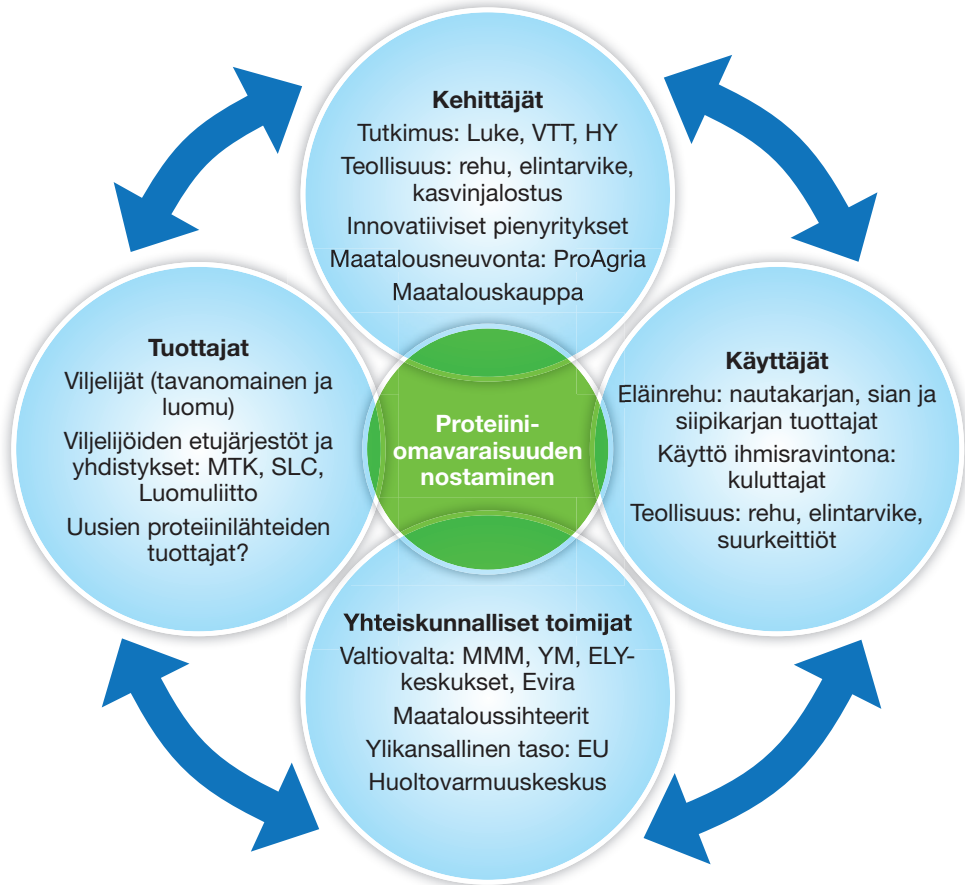 Kehittäjät
Tutkimus: Luke, VTT, HY
Teollisuus: rehu, elintarvike,
kasvinjalostus
Innovatiiviset pienyritykset
Maatalousneuvonta: ProAgria
Maatalouskauppa
Tuottajat
Viljelijät (tavanomainen ja
luomu)
Viljelijöiden etujärjestöt ja
yhdistykset: MTK, SLC,
Luomuliitto
Uusien proteiinilähteiden
tuottajat?
Proteiini-
omavaraisuuden
nostaminen
Käyttäjät
Eläinrehu: nautakarjan, sian ja
siipikarjan tuottajat
Käyttö ihmisravintona:
kuluttajat
Teollisuus: rehu, elintarvike,
suurkeittiöt
Yhteiskunnalliset toimijat
Valtiovalta: MMM, YM, ELY-
keskukset, Evira
Maataloussihteerit
Ylikansallinen taso: EU
Huoltovarmuuskeskus